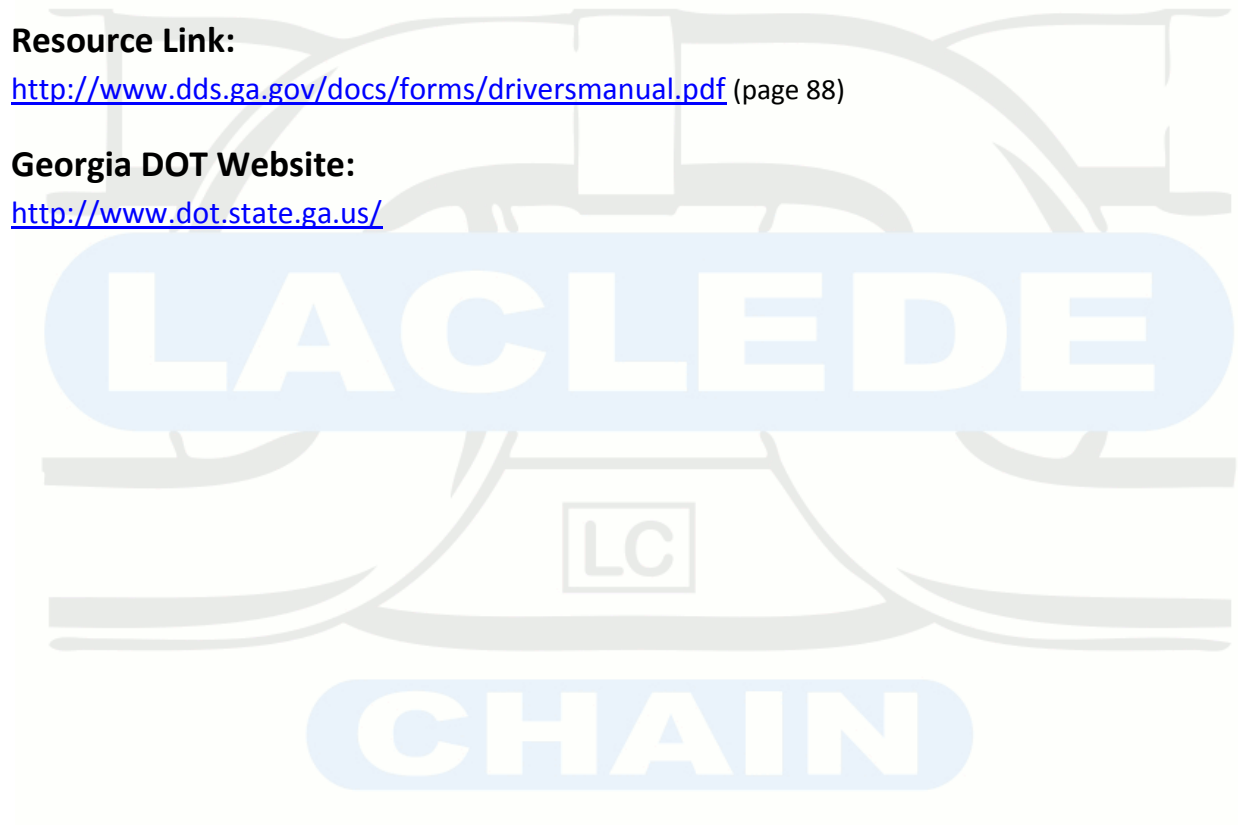 Resource Link:
http://www.dds.ga.gov/docs/forms/driversmanual.pdf (page 88)
Georgia DOT Website:
http://www.dot.state.ga.us/
LACLEDE
LC
CHAIN